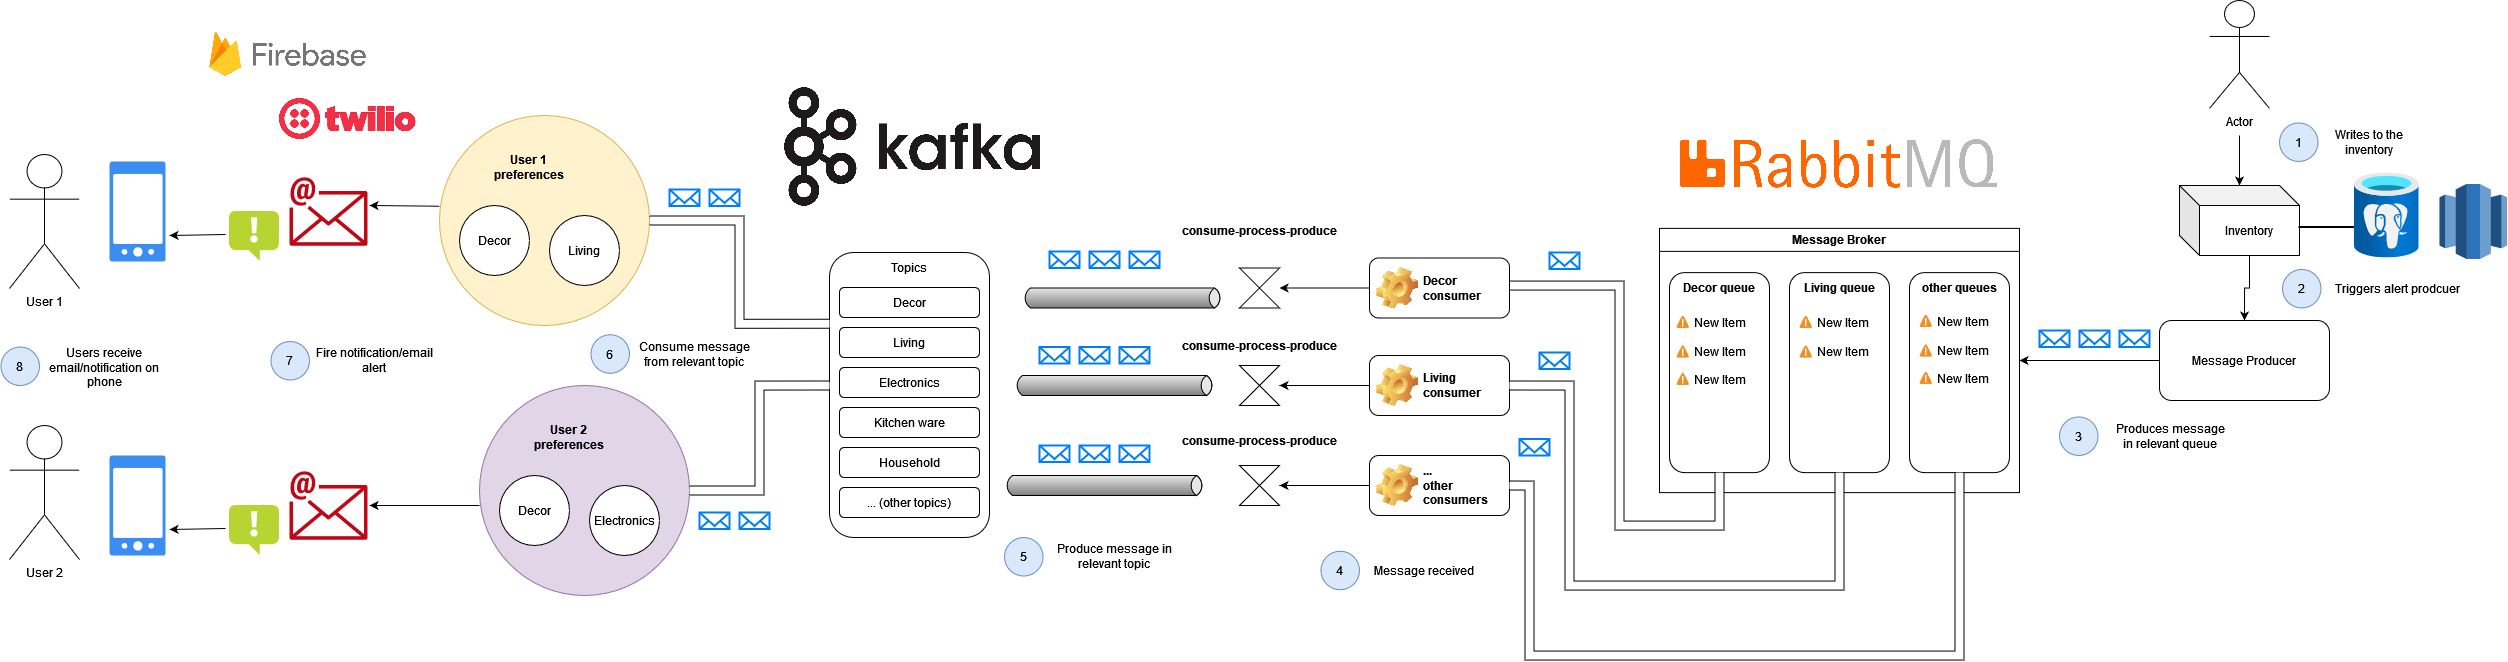 Firebase
twilio
User 1
User 2
8
Users receive
email/notification on
phone
7
Fire notification/email
alert
User 1
preferences
Decor
Living
6
Consume message
from relevant topic
User 2
preferences
Decor
Electronics
kafka
Topics
Decor
Living
Electronics
Kitchen ware
Household
... (other topics)
5
Produce message in
relevant topic
consume-process-produce
consume-process-produce
consume-process-produce
Decor
consumer
Living
consumer
...
other
consumers
4
Message received
RabbitMQ
Message Broker
Decor queue
New Item
New Item
New Item
Living queue
New Item
New Item
other queues
New Item
New Item
New Item
Actor
1
Writes to the
inventory
Inventory
2
Triggers alert prodcuer
Message Producer
3
Produces message
in relevant queue